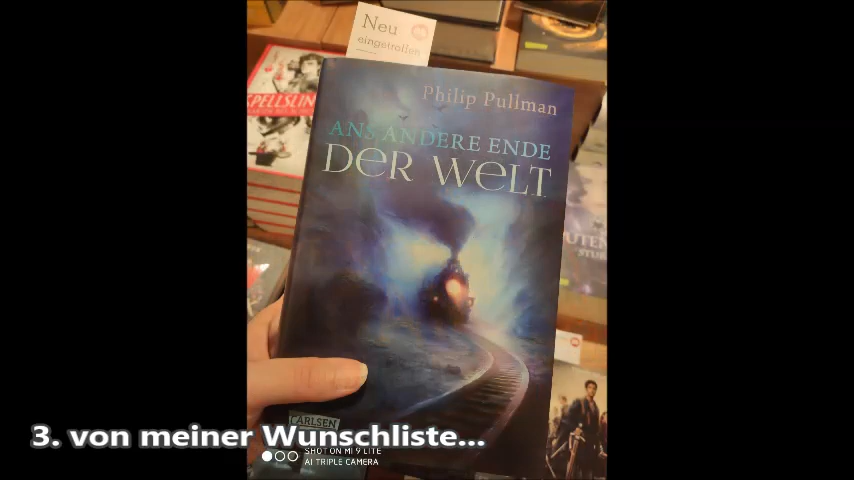 Neu
eingetroffen
SPELLSLIN
Philip Pullman
ANS ANDERE ENDE
DER WELT
CARLSEN
3. von meiner Wunschliste...
SHOT ON MI 9 LITE
AI TRIPLE CAMERA